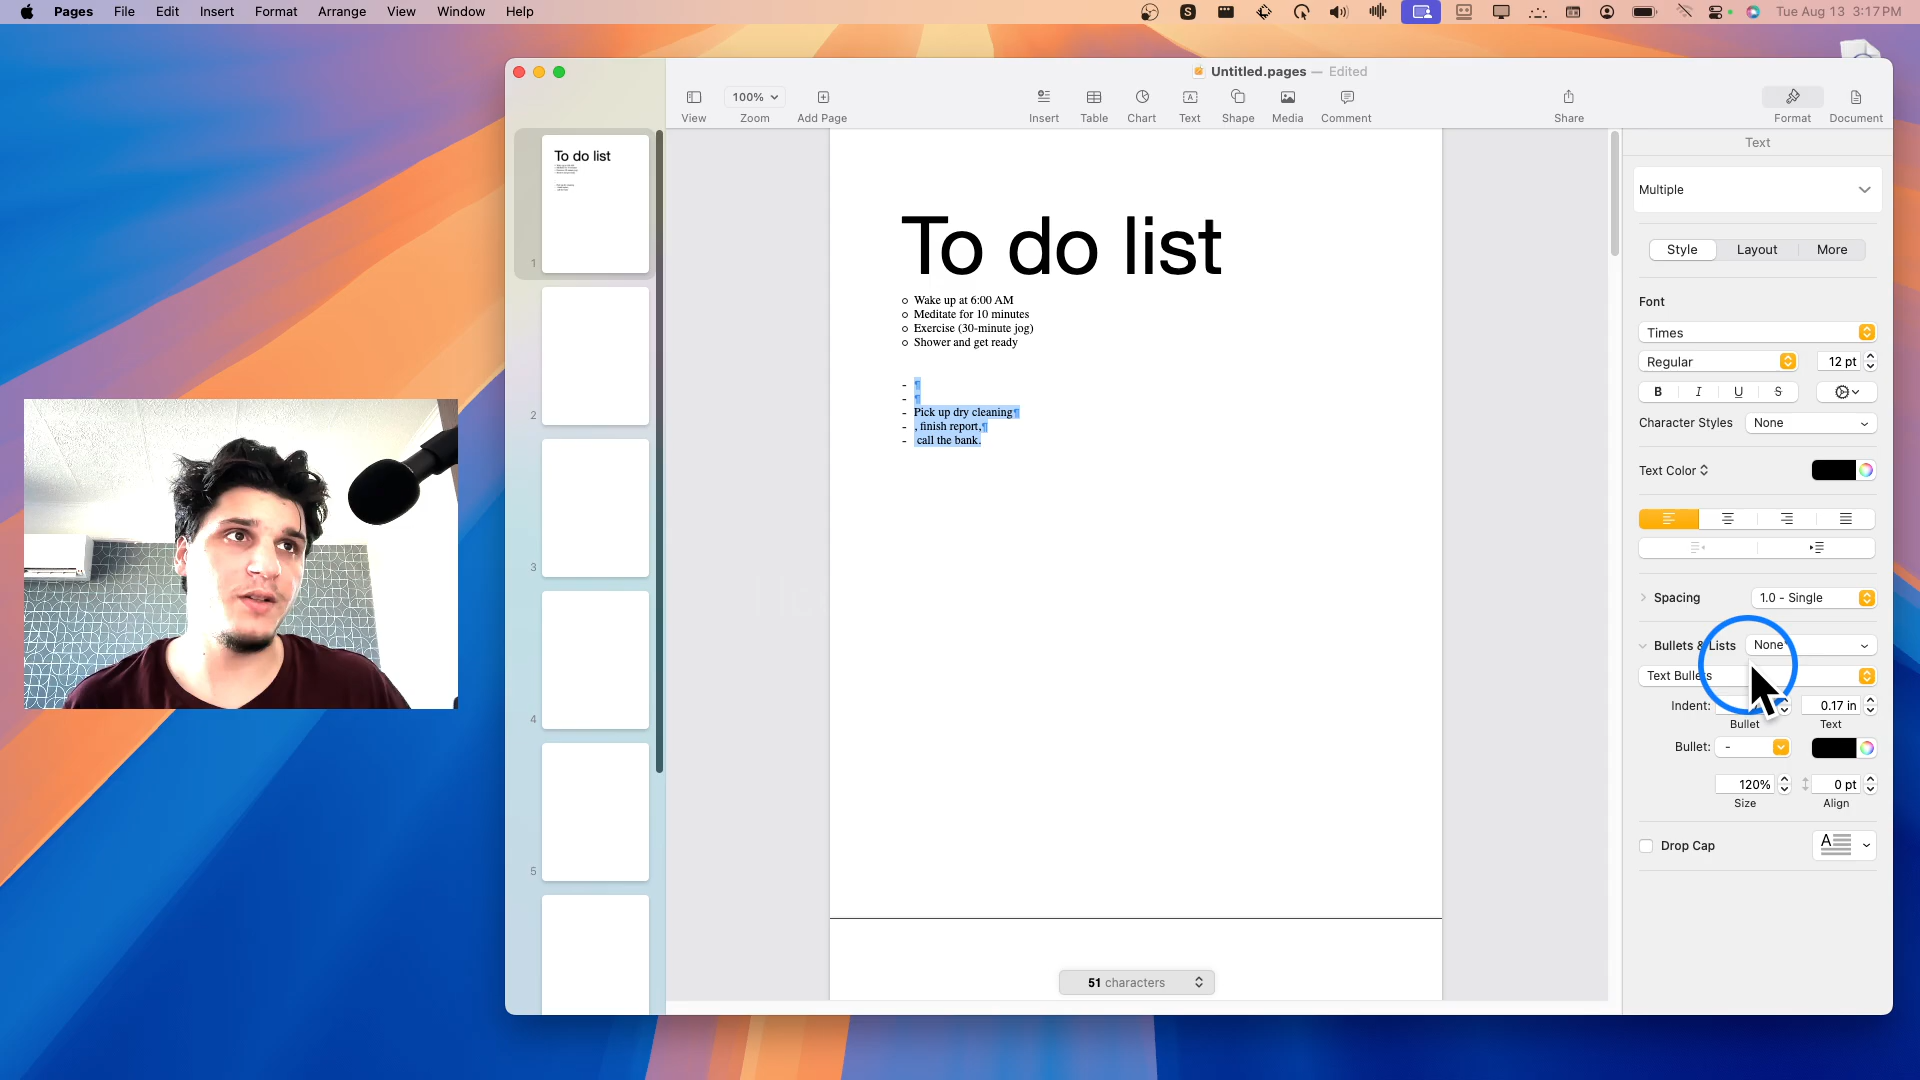 Pages File Edit Insert Format Arrange View Window Help
S
Tue Aug 13 3:17 PM
Untitled.pages — Edited
100%
View Zoom Add Page
Insert Table Chart Text Shape Media Comment
Share
Format Document
To do list
1
2
3
4
5
To do list
Wake up at 6:00 AM
Meditate for 10 minutes
Exercise (30-minute jog)
Shower and get ready
- ¶
- ¶
- Pick up dry cleaning¶
- , finish report,¶
- call the bank.
51 characters
Text
Multiple
Style Layout More
Font
Times
Regular 12 pt
B I U S
Character Styles None
Text Color
Spacing 1.0 - Single
Bullets & Lists None*
Text Bullets
Indent: 0.17 in
Bullet Text
Bullet: -
120% 0 pt
Size Align
Drop Cap A